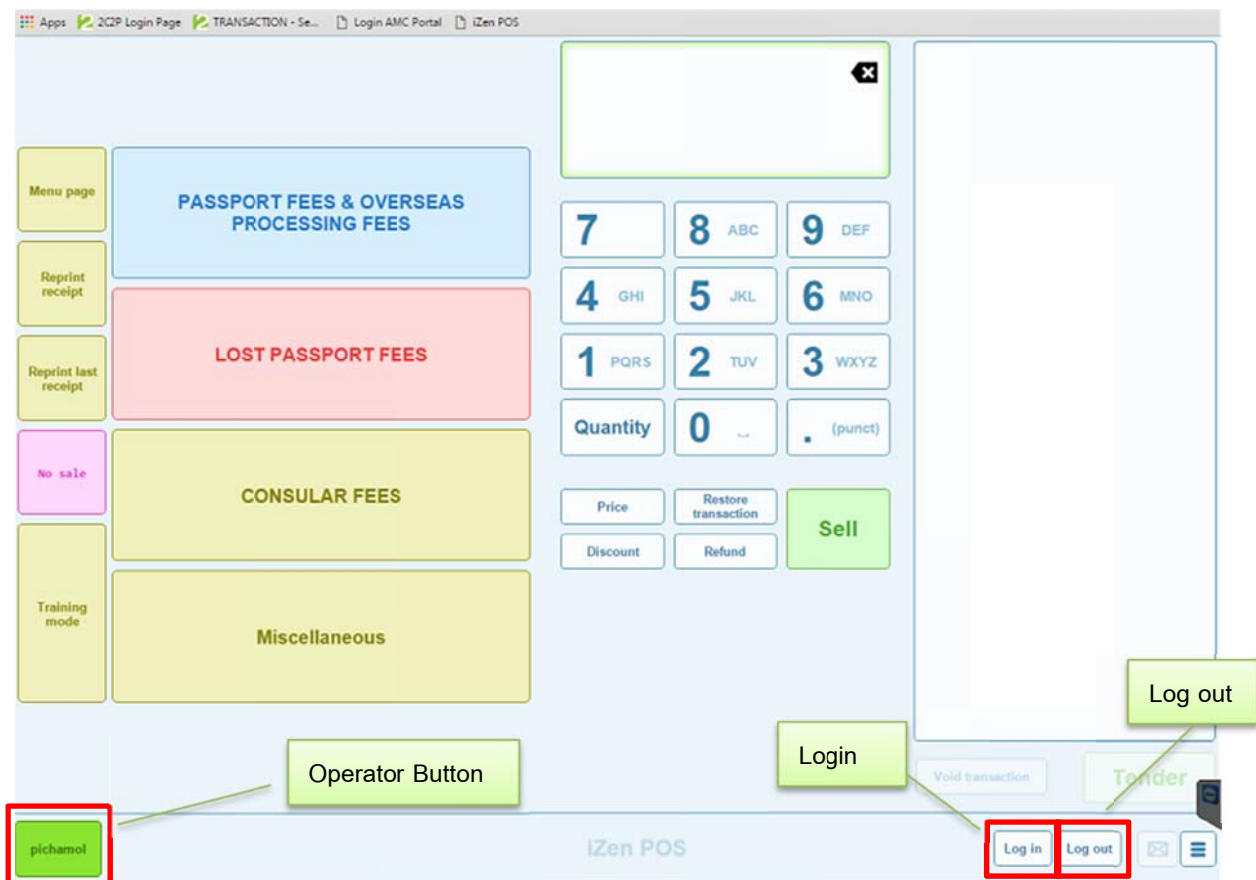 Apps 2C2P Login Page TRANSACTION - Se... Login AMC Portal iZen POS
Menu page
Reprint
receipt
Reprint last
receipt
No sale
Training
mode
PASSPORT FEES & OVERSEAS
PROCESSING FEES
LOST PASSPORT FEES
CONSULAR FEES
Miscellaneous
7 8 ABC 9 DEF
4 GHI 5 JKL 6 MNO
1 PQRS 2 TUV 3 WXYZ
Quantity 0 . (punct)
Price
Restore
transaction
Sell
Discount
Refund
Log out
Login
Operator Button
Void transaction
Tender
pichamol
iZen POS
Log in
Log out